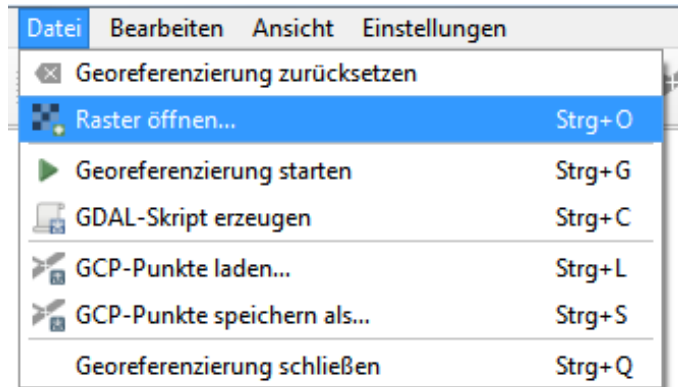 Datei Bearbeiten Ansicht Einstellungen
Georeferenzierung zurücksetzen
Raster öffnen... Strg+O
Georeferenzierung starten Strg+G
GDAL-Skript erzeugen Strg+C
GCP-Punkte laden... Strg+L
GCP-Punkte speichern als... Strg+S
Georeferenzierung schließen Strg+Q